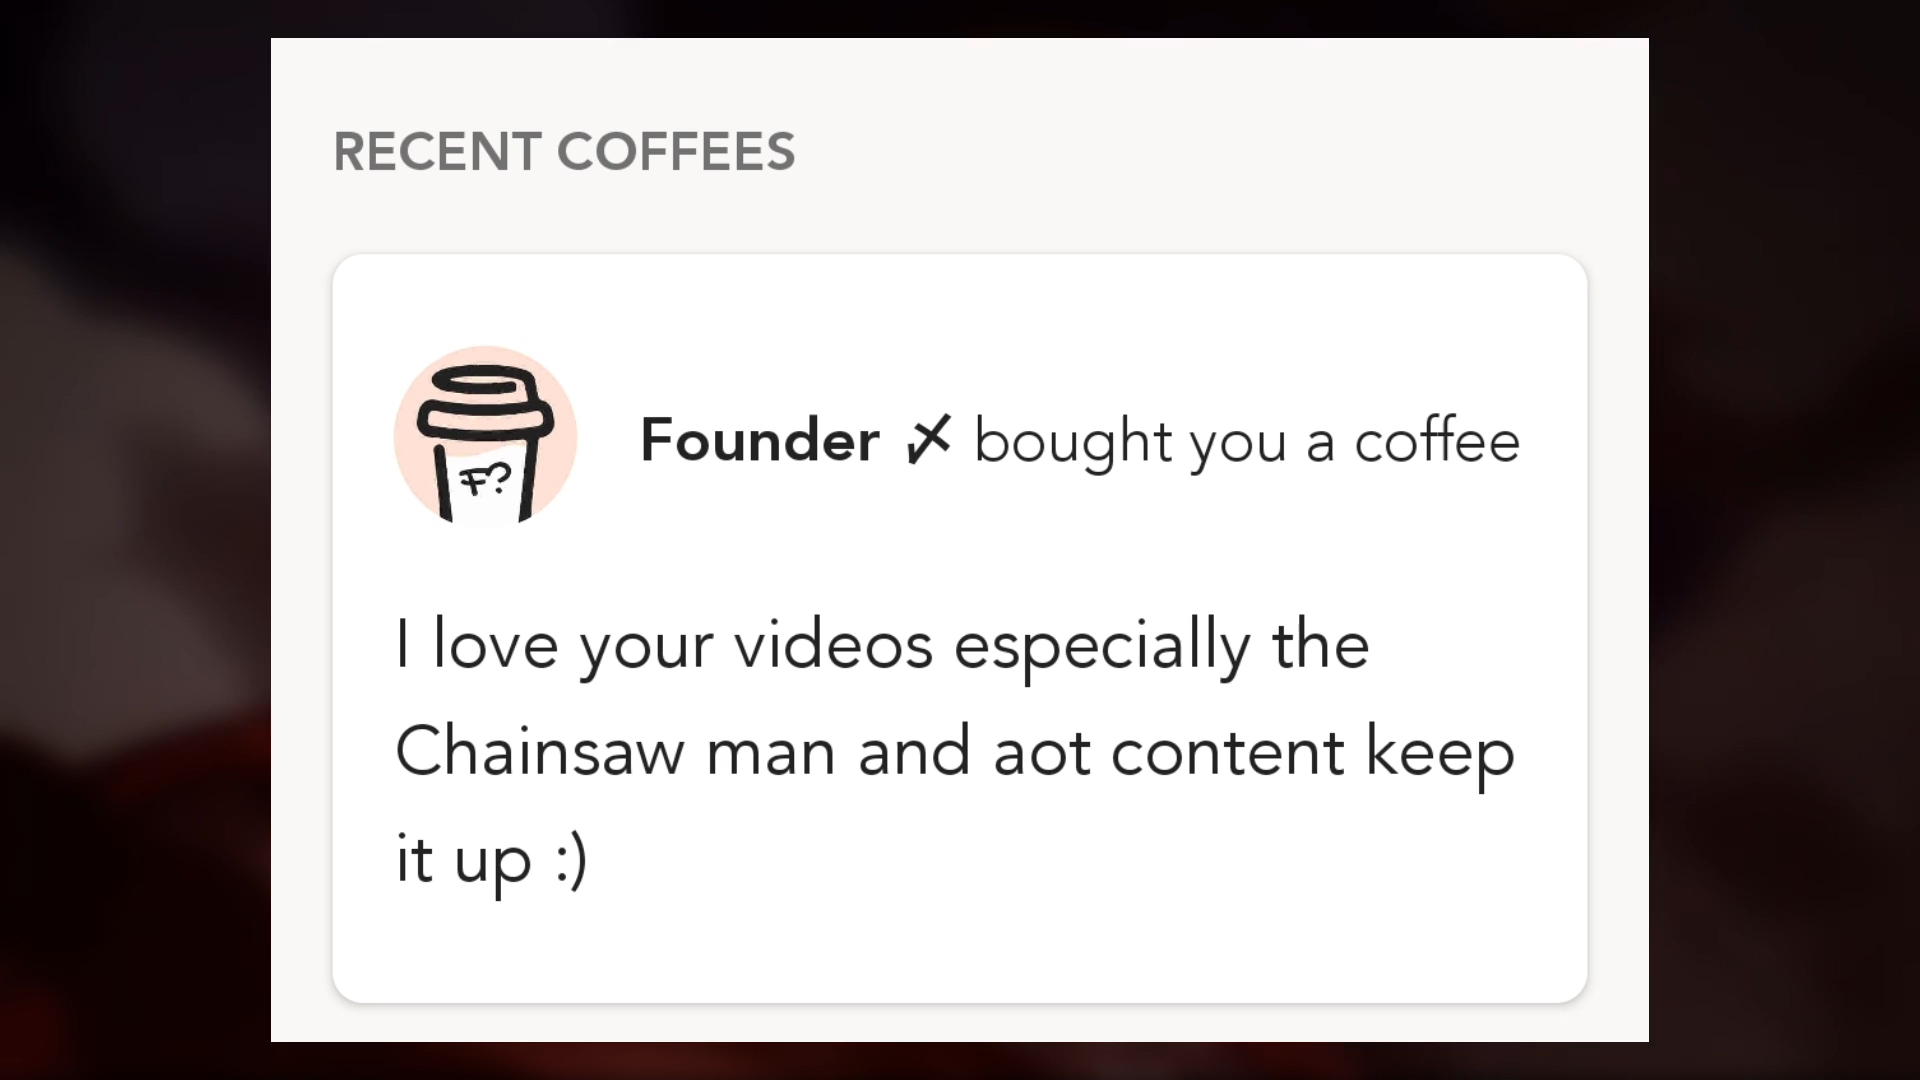 RECENT COFFEES
F?
Founder 〆 bought you a coffee
I love your videos especially the
Chainsaw man and aot content keep
it up :)